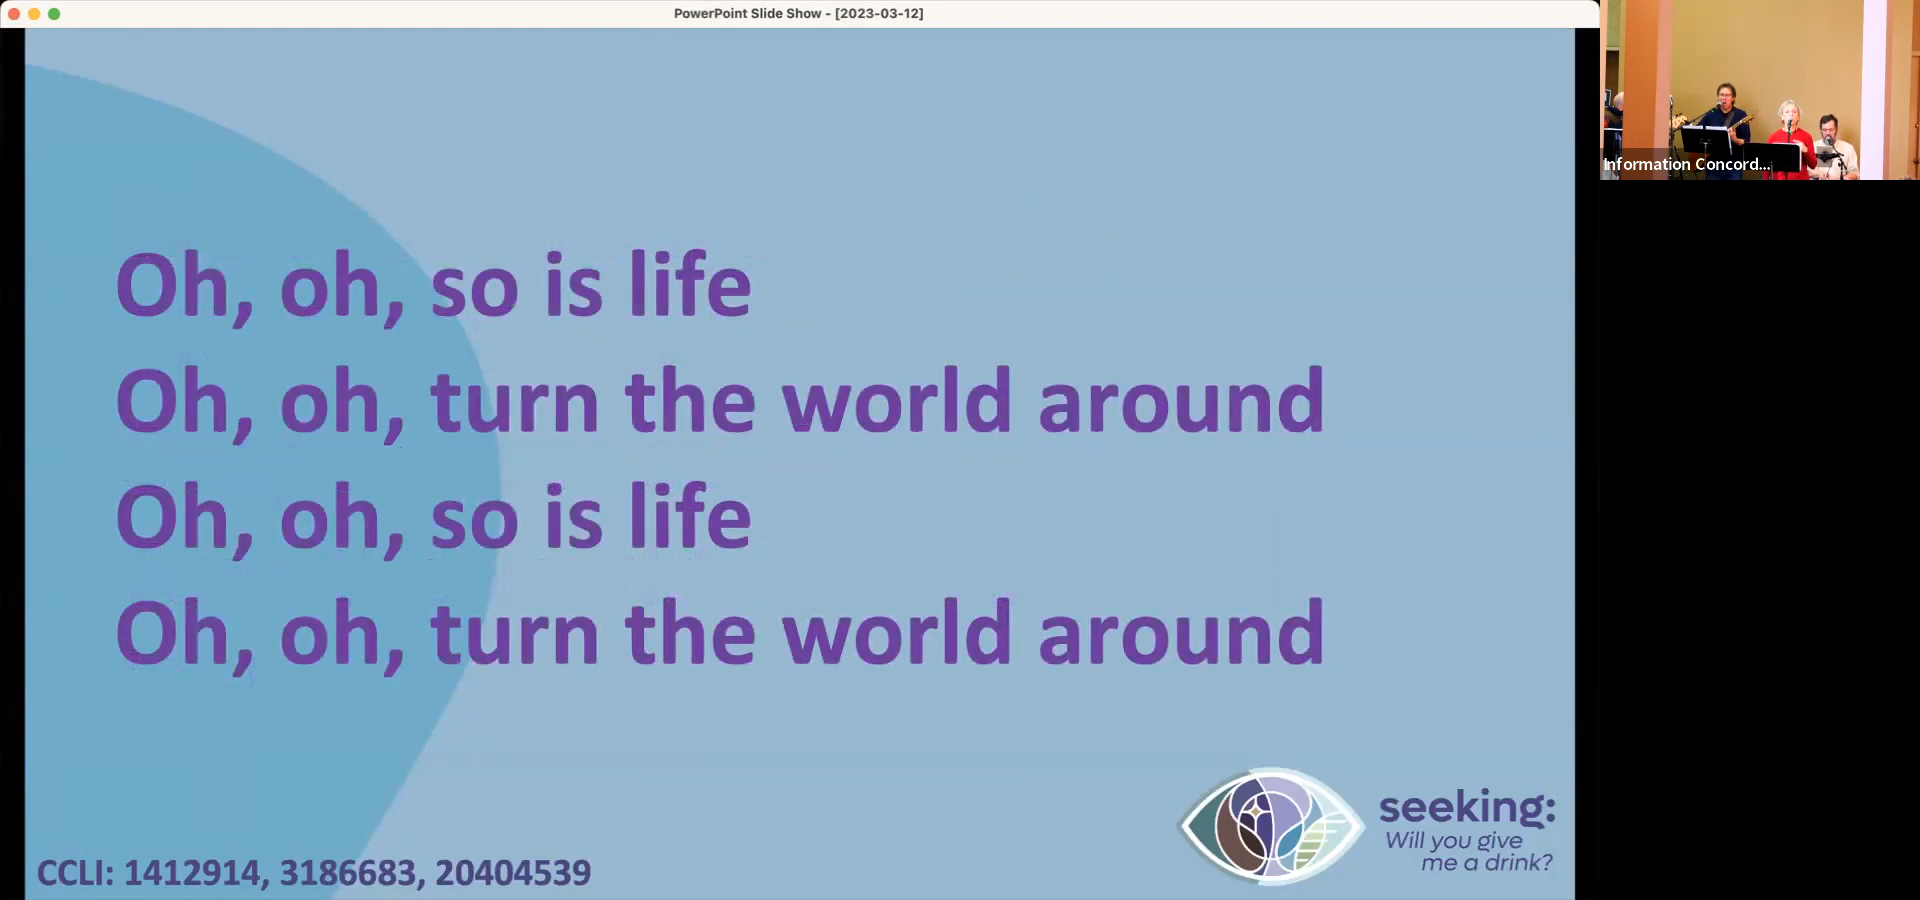 PowerPoint Slide Show - [2023-03-12]
Information Concord...
Oh, oh, so is life
Oh, oh, turn the world around
Oh, oh, so is life
Oh, oh, turn the world around
seeking:
Will you give
me a drink?
CCLI: 1412914, 3186683, 20404539